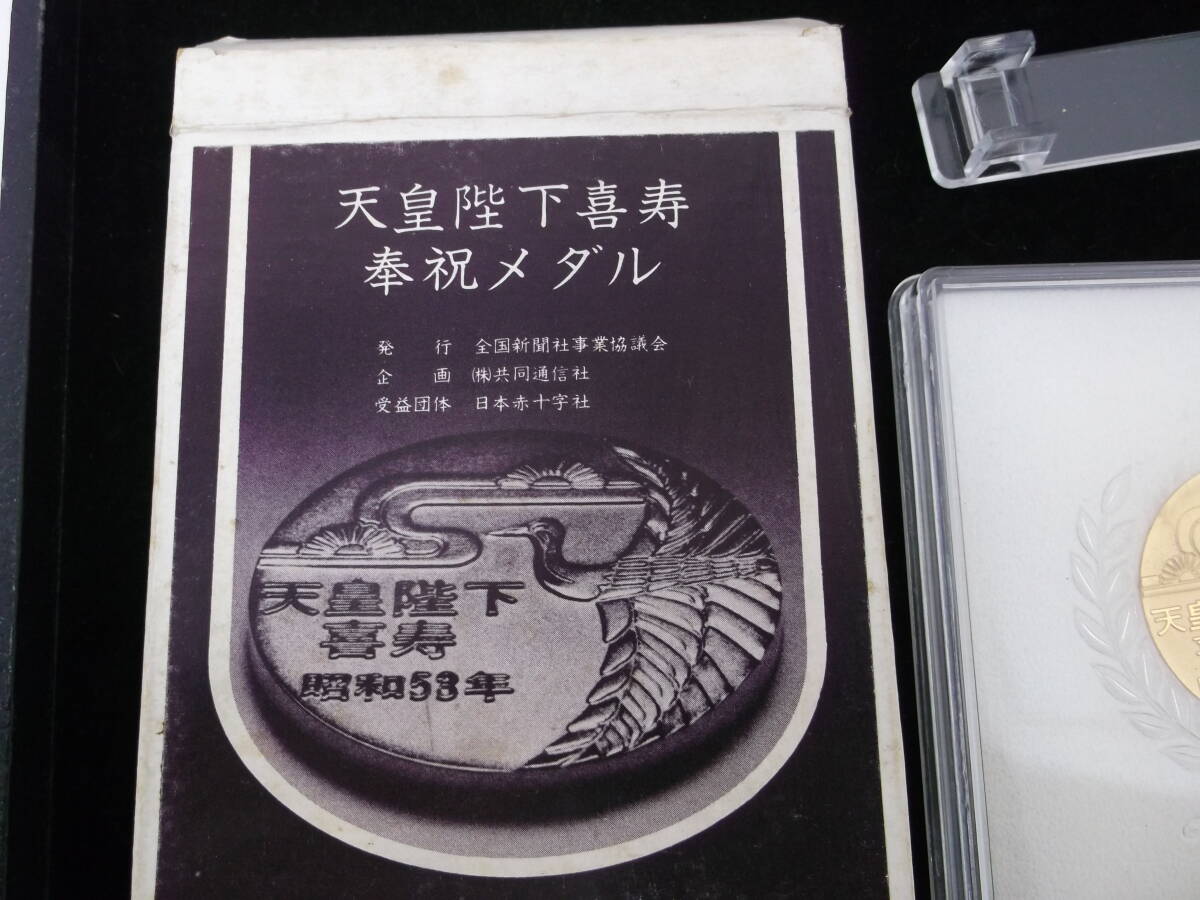 天皇陛下喜寿
奉祝メダル
発行 全国新聞社事業協議会
企画 ㈱共同通信社
受益団体 日本赤十字社
天皇陛下
喜寿
昭和53年
天皇